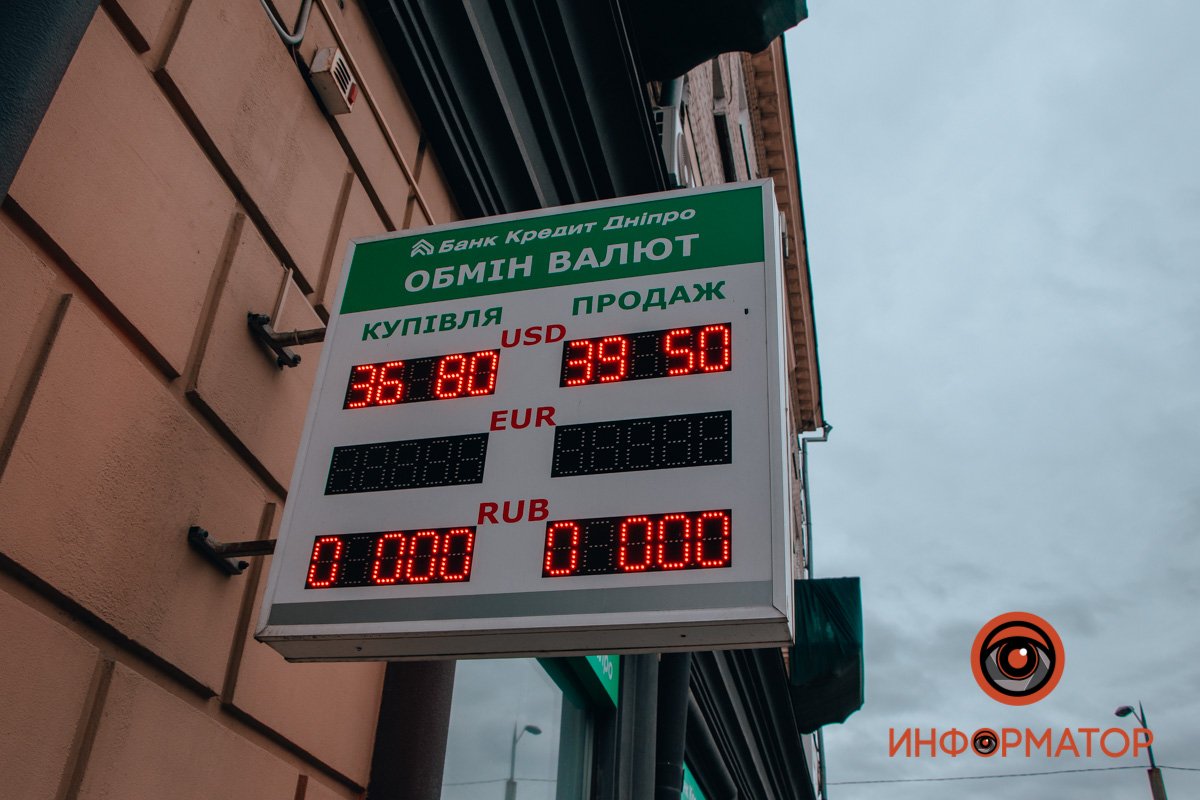 Банк Кредит Дніпро
ОБМІН ВАЛЮТ
КУПІВЛЯ ПРОДАЖ
USD
36 80 39 50
EUR
RUB
0 000 0 000
ИНФОРМАТОР